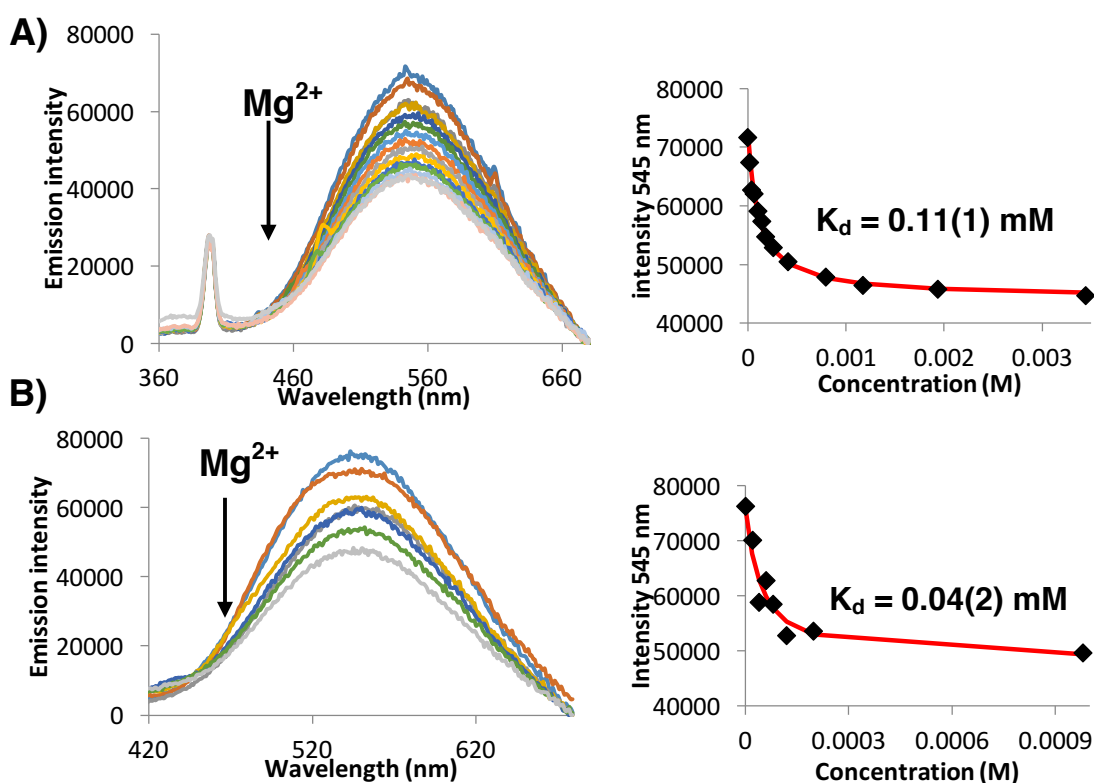 A)
Emission intensity
80000
60000
40000
20000
0
Mg2+
360
460
560
660
Wavelength (nm)
intensity 545 nm
80000
70000
60000
50000
40000
Kd = 0.11(1) mM
0
0.001
0.002
0.003
Concentration (M)
B)
Emission intensity
80000
60000
40000
20000
0
Mg2+
420
520
620
Wavelength (nm)
Intensity 545 nm
80000
70000
60000
50000
40000
Kd = 0.04(2) mM
0
0.0003
0.0006
0.0009
Concentration (M)